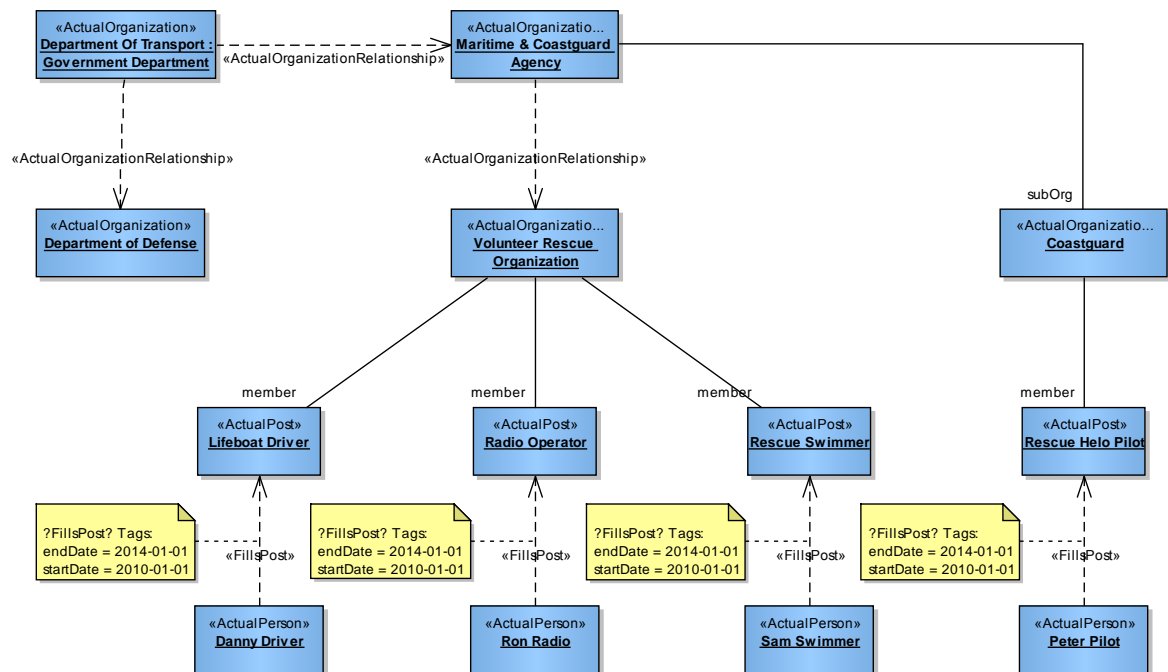 «ActualOrganization»
Department Of Transport :
Government Department
«ActualOrganizatio...
Maritime & Coastguard
Agency
«ActualOrganizationRelationship»
«ActualOrganizationRelationship»
«ActualOrganizationRelationship»
subOrg
«ActualOrganization»
Department of Defense
«ActualOrganizatio...
Volunteer Rescue
Organization
«ActualOrganizatio...
Coastguard
member
member
member
member
«ActualPost»
Lifeboat Driver
«ActualPost»
Radio Operator
«ActualPost»
Rescue Swimmer
«ActualPost»
Rescue Helo Pilot
?FillsPost? Tags:
endDate = 2014-01-01
startDate = 2010-01-01
«FillsPost»
?FillsPost? Tags:
endDate = 2014-01-01
startDate = 2010-01-01
«FillsPost»
?FillsPost? Tags:
endDate = 2014-01-01
startDate = 2010-01-01
«FillsPost»
?FillsPost? Tags:
endDate = 2014-01-01
startDate = 2010-01-01
«FillsPost»
«ActualPerson»
Danny Driver
«ActualPerson»
Ron Radio
«ActualPerson»
Sam Swimmer
«ActualPerson»
Peter Pilot